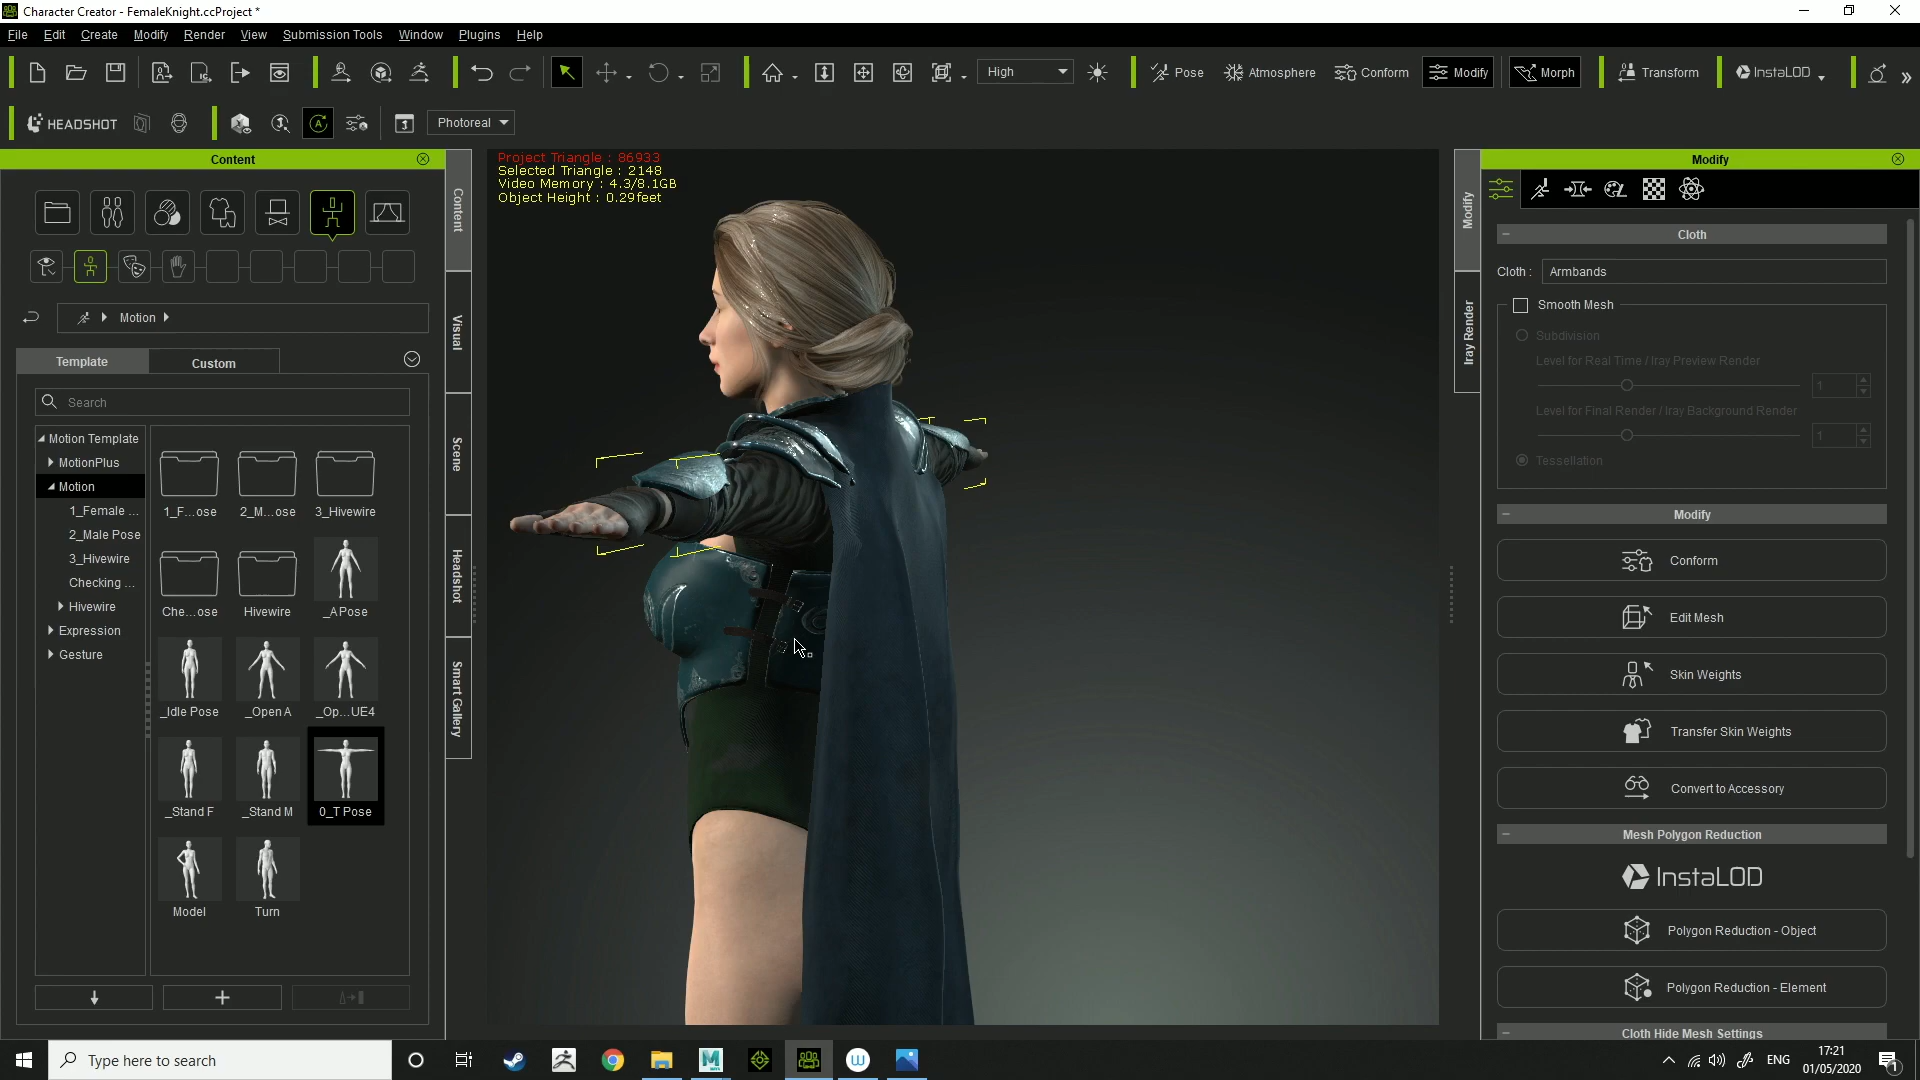 Character Creator - FemaleKnight.ccProject *
File Edit Create Modify Render View Submission Tools Window Plugins Help
High Pose Atmosphere Conform Modify Morph Transform InstaLOD
HEADSHOT Photoreal
Content
Project Triangle : 86933
Selected Triangle : 2148
Video Memory : 4.3/8.1GB
Object Height : 0.29feet
Motion
Template Custom
Search
Motion Template
MotionPlus
Motion
1_Female ...
2_Male Pose
3_Hivewire
Checking ...
Hivewire
Expression
Gesture
1_F...ose 2_M...ose 3_Hivewire
Che...ose Hivewire _APose
_Idle Pose _Open A _Op...UE4
_Stand F _Stand M 0_T Pose
Model Turn
Content
Visual
Scene
Headshot
Smart Gallery
Modify
Iray Render
Modify
Cloth
Cloth : Armbands
Smooth Mesh
Subdivision
Level for Real Time / Iray Preview Render
1
Level for Final Render / Iray Background Render
1
Tessellation
Modify
Conform
Edit Mesh
Skin Weights
Transfer Skin Weights
Convert to Accessory
Mesh Polygon Reduction
InstaLOD
Polygon Reduction - Object
Polygon Reduction - Element
Cloth Hide Mesh Settings
Type here to search
ENG
17:21
01/05/2020
1